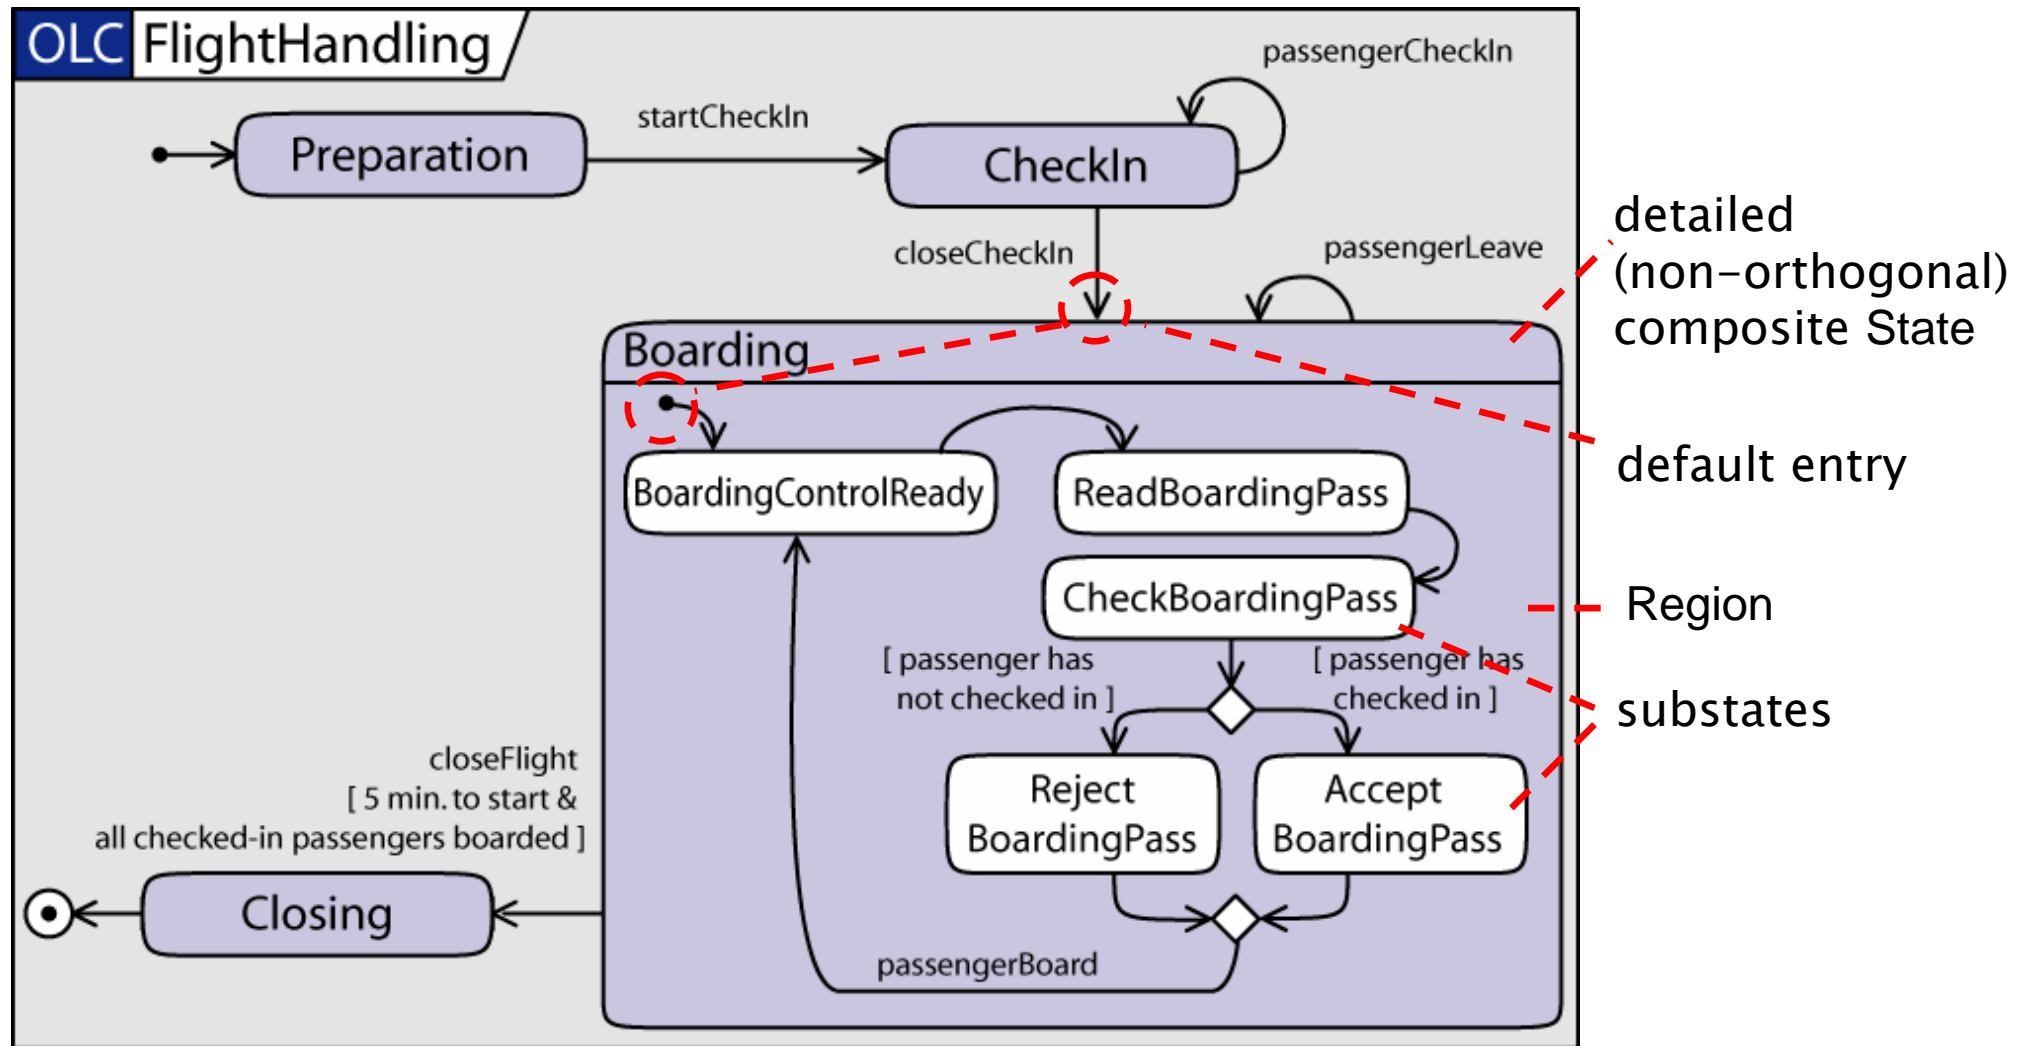 OLC FlightHandling
passengerCheckIn
startCheckIn
Preparation
CheckIn
closeCheckIn
passengerLeave
detailed
(non-orthogonal)
composite State
Boarding
default entry
BoardingControlReady
ReadBoardingPass
CheckBoardingPass
Region
[ passenger has
not checked in ]
[ passenger has
checked in ]
substates
closeFlight
[ 5 min. to start &
all checked-in passengers boarded ]
Reject
BoardingPass
Accept
BoardingPass
Closing
passengerBoard